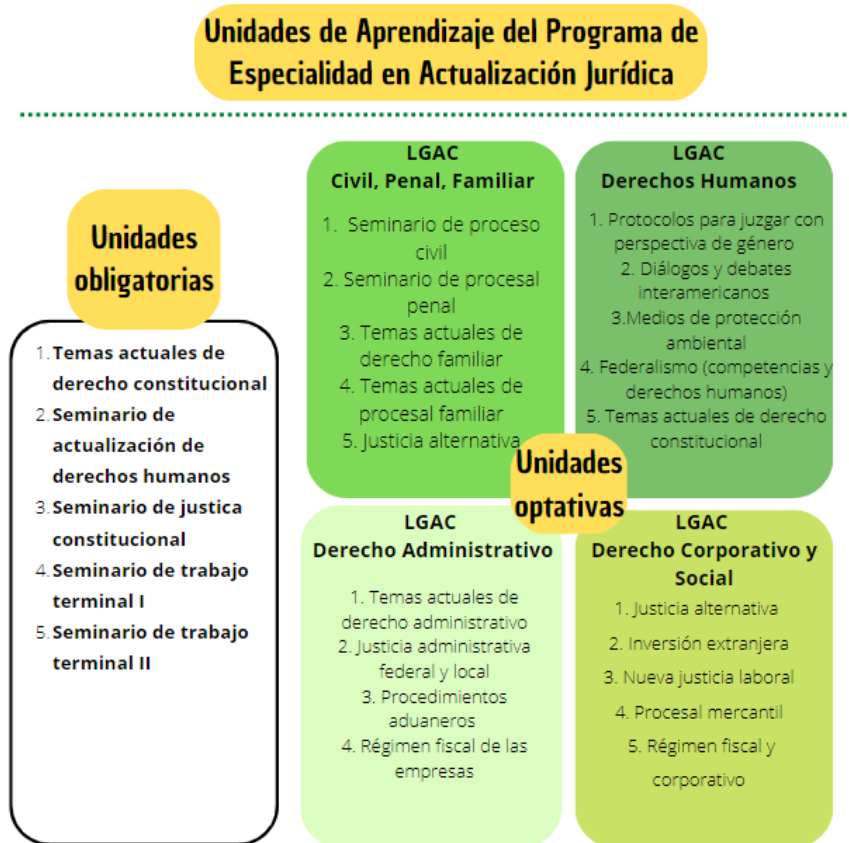 Unidades de Aprendizaje del Programa de
Especialidad en Actualización Jurídica
Unidades
obligatorias
1. Temas actuales de
derecho constitucional
2. Seminario de
actualización de
derechos humanos
3. Seminario de justica
constitucional
4. Seminario de trabajo
terminal I
5. Seminario de trabajo
terminal II
LGAC
Civil, Penal, Familiar
1. Seminario de proceso
civil
2. Seminario de procesal
penal
3. Temas actuales de
derecho familiar
4. Temas actuales de
procesal familiar
5. Justicia alternativa
LGAC
Derechos Humanos
1. Protocolos para juzgar con
perspectiva de género
2. Diálogos y debates
interamericanos
3.Medios de protección
ambiental
4. Federalismo (competencias y
derechos humanos)
5. Temas actuales de derecho
constitucional
Unidades
optativas
LGAC
Derecho Administrativo
1. Temas actuales de
derecho administrativo
2. Justicia administrativa
federal y local
3. Procedimientos
aduaneros
4. Régimen fiscal de las
empresas
LGAC
Derecho Corporativo y
Social
1. Justicia alternativa
2. Inversión extranjera
3. Nueva justicia laboral
4. Procesal mercantil
5. Régimen fiscal y
corporativo